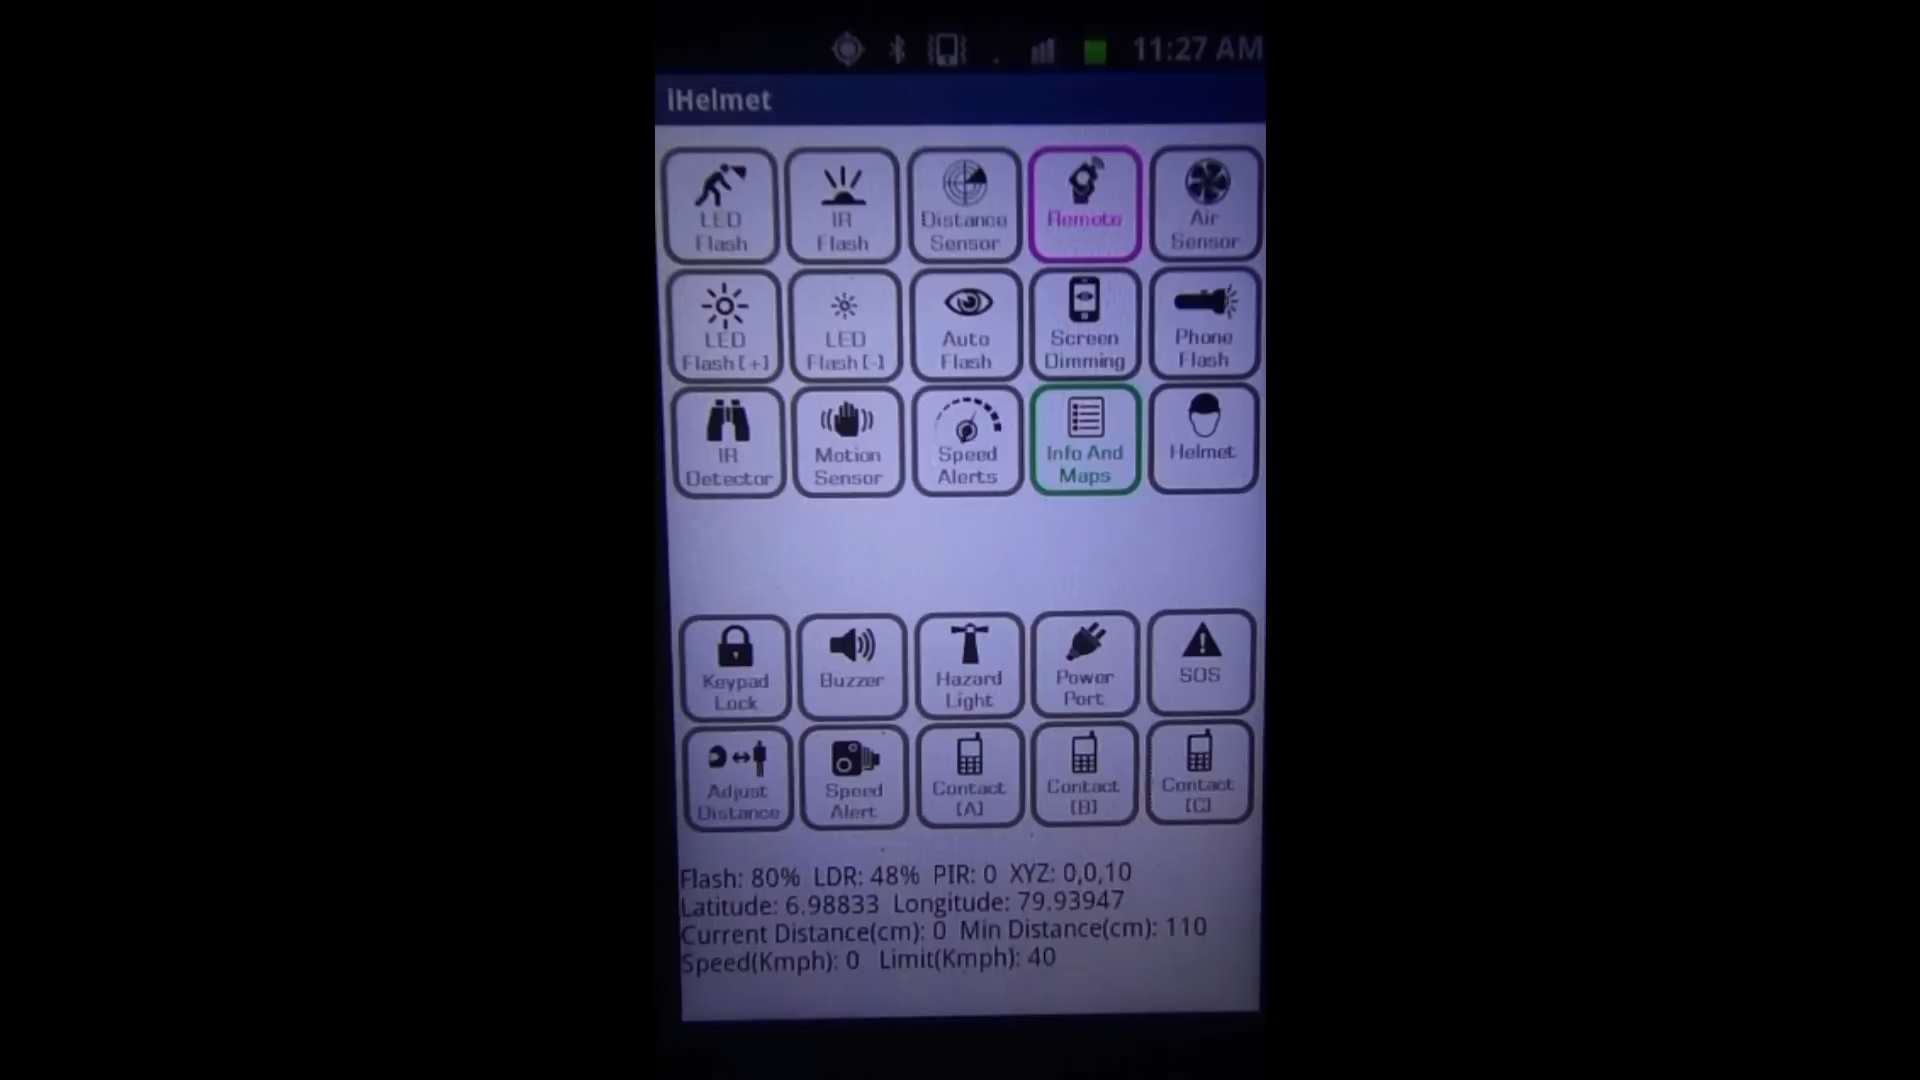 11:27 AM
iHelmet
LED Flash
IR Flash
Distance Sensor
Remote
Air Sensor
LED Flash [+]
LED Flash [-]
Auto Flash
Screen Dimming
Phone Flash
IR Detector
Motion Sensor
Speed Alerts
Info And Maps
Helmet
Keypad Lock
Buzzer
Hazard Light
Power Port
SOS
Adjust Distance
Speed Alert
Contact [A]
Contact [B]
Contact [C]
Flash: 80% LDR: 48% PIR: 0 XYZ: 0,0,10
Latitude: 6.98833 Longitude: 79.93947
Current Distance(cm): 0 Min Distance(cm): 110
Speed(Kmph): 0 Limit(Kmph): 40